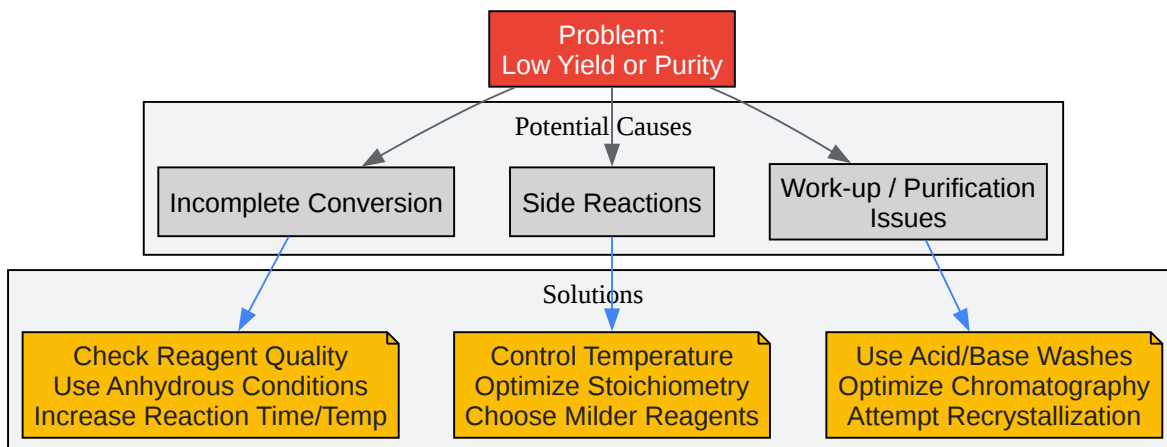 Problem:
Low Yield or Purity
Potential Causes
Incomplete Conversion
Side Reactions
Work-up / Purification
Issues
Solutions
Check Reagent Quality
Use Anhydrous Conditions
Increase Reaction Time/Temp
Control Temperature
Optimize Stoichiometry
Choose Milder Reagents
Use Acid/Base Washes
Optimize Chromatography
Attempt Recrystallization